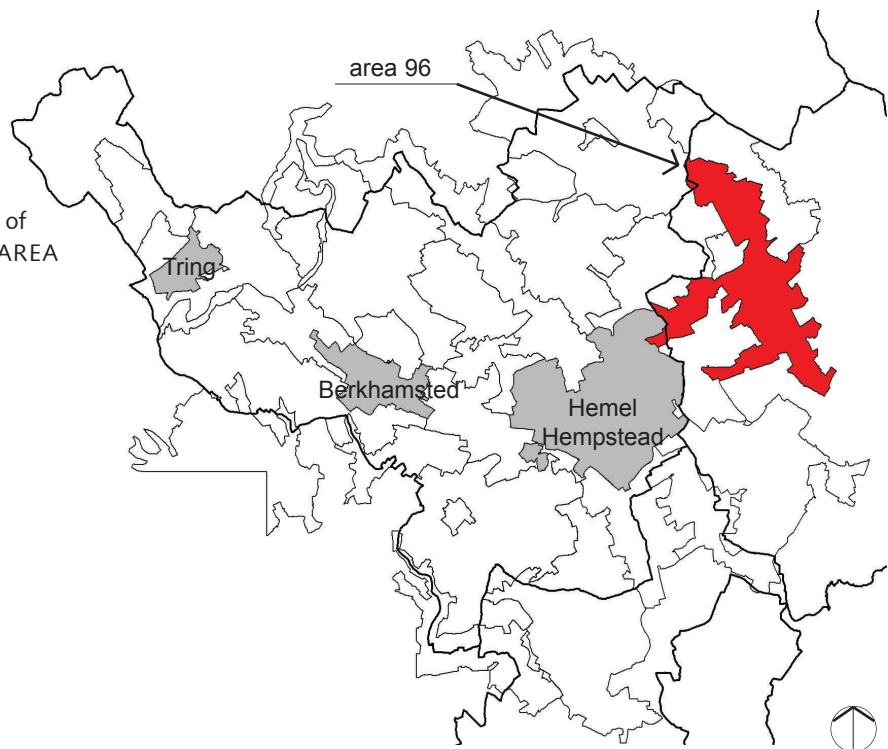 area 96
of
AREA
Tring
Berkhamsted
Hemel
Hempstead